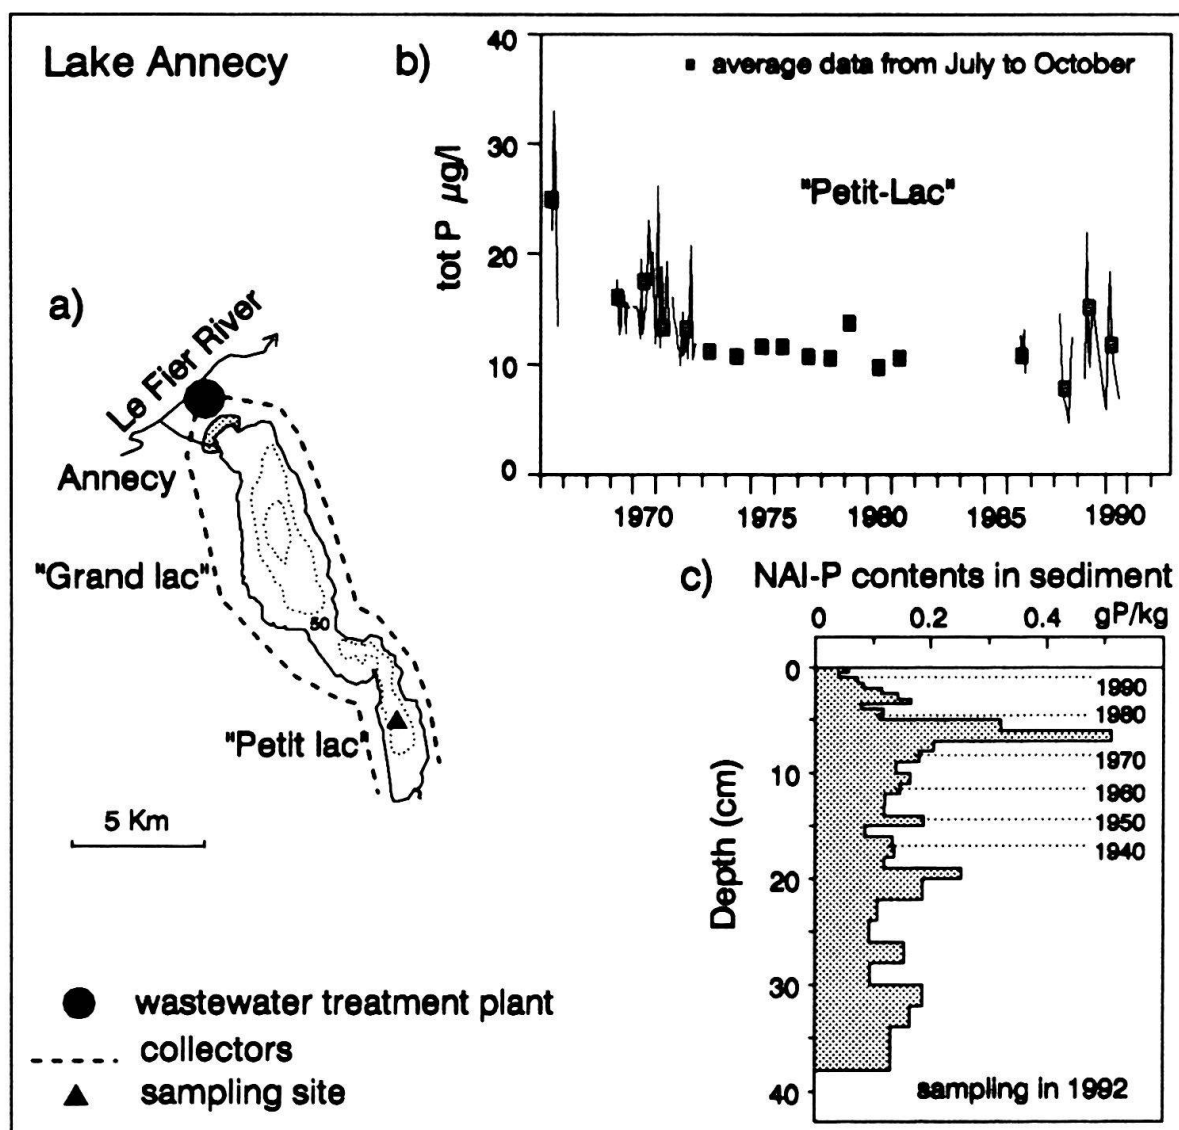 Lake Annecy
a)
Le Fier River
Annecy
"Grand lac"
50
"Petit lac"
5 Km
wastewater treatment plant
collectors
sampling site
b)
40
average data from July to October
30
tot P µg/l
"Petit-Lac"
20
10
0
1970 1975 1980 1985 1990
c) NAI-P contents in sediment
0 0.2 0.4 gP/kg
0
1990
1980
1970
10
1960
Depth (cm)
1950
1940
20
30
40
sampling in 1992